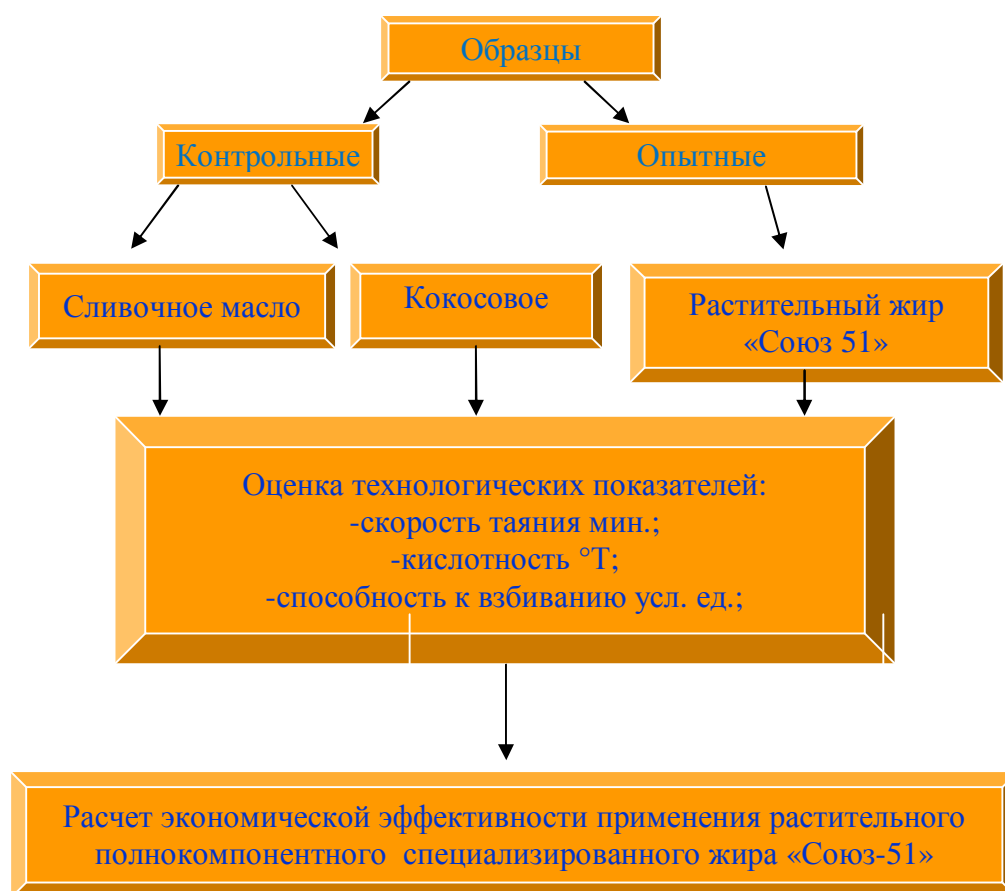 Образцы
Контрольные
Опытные
Сливочное масло
Кокосовое
Растительный жир
«Союз 51»
Оценка технологических показателей:
-скорость таяния мин.;
-кислотность °Т;
-способность к взбиванию усл. ед.;
Расчет экономической эффективности применения растительного
полнокомпонентного специализированного жира «Союз-51»